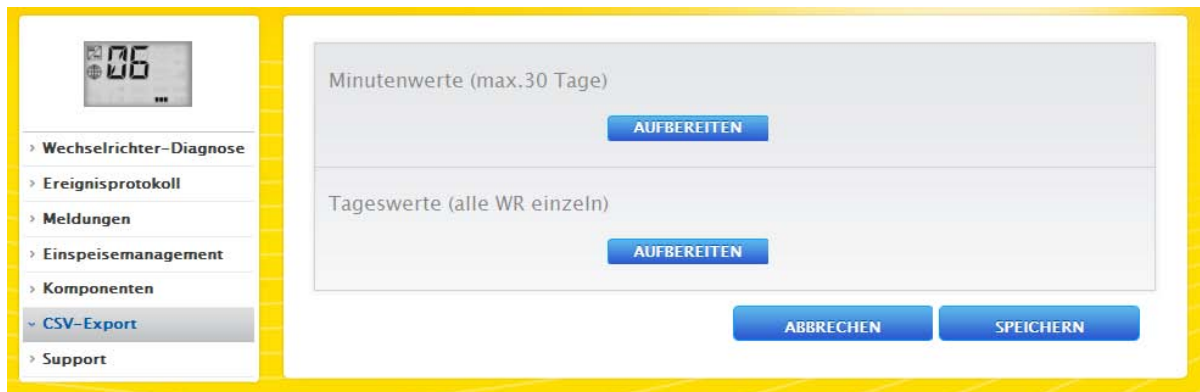 06
Wechselrichter-Diagnose
Ereignisprotokoll
Meldungen
Einspeisemanagement
Komponenten
CSV-Export
Support
Minutenwerte (max.30 Tage)
AUFBEREITEN
Tageswerte (alle WR einzeln)
AUFBEREITEN
ABBRECHEN
SPEICHERN